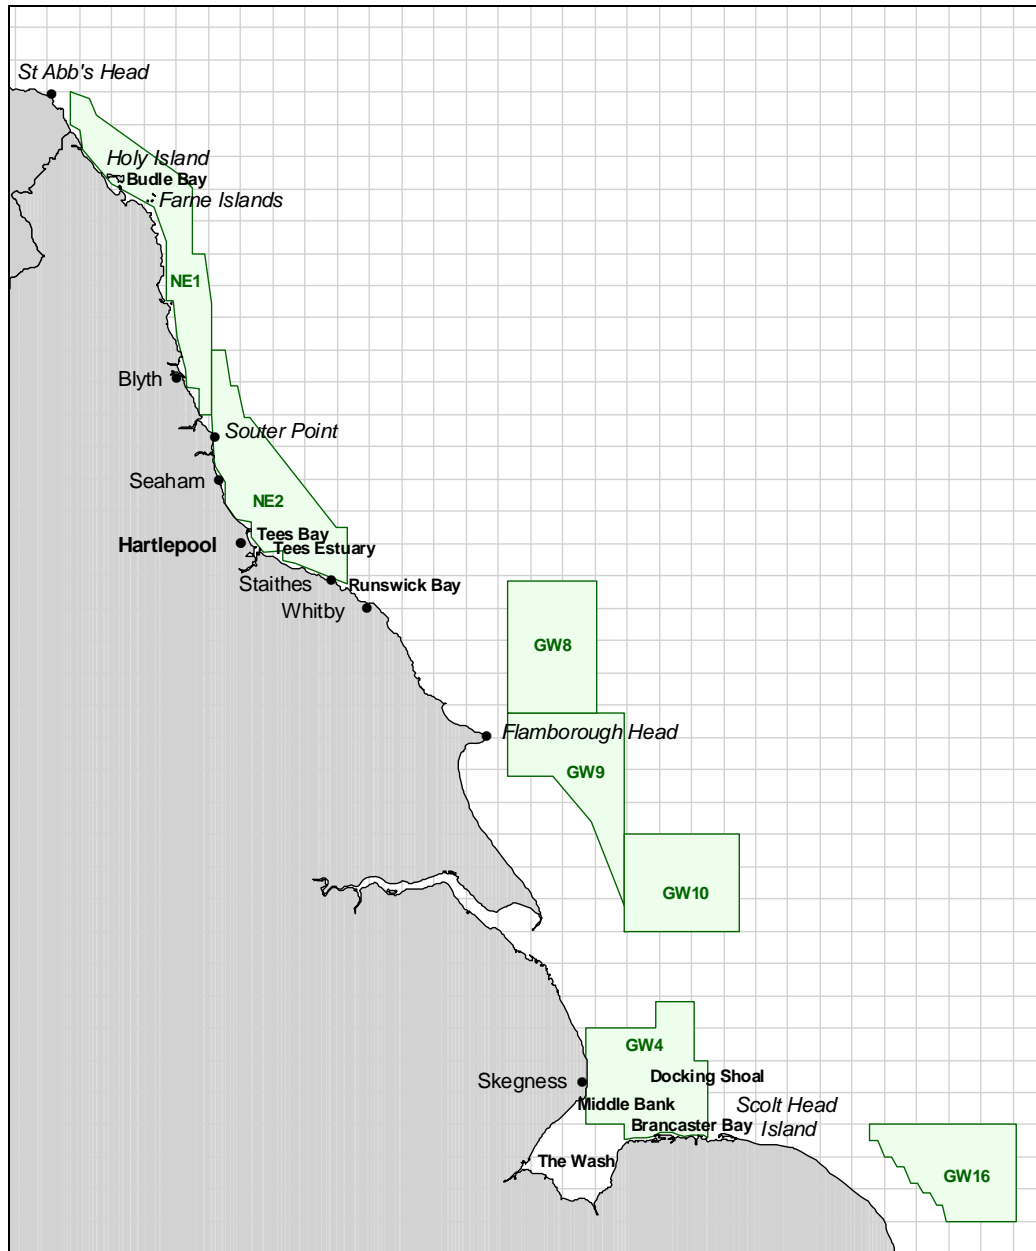 St Abb's Head
Holy Island
Budle Bay
Farne Islands
NE1
Blyth
Souter Point
Seaham
NE2
Tees Bay
Hartlepool
Tees Estuary
Staithes
Runswick Bay
Whitby
GW8
Flamborough Head
GW9
GW10
GW4
Skegness
Docking Shoal
Middle Bank
Scolt Head
Island
Brancaster Bay
The Wash
GW16